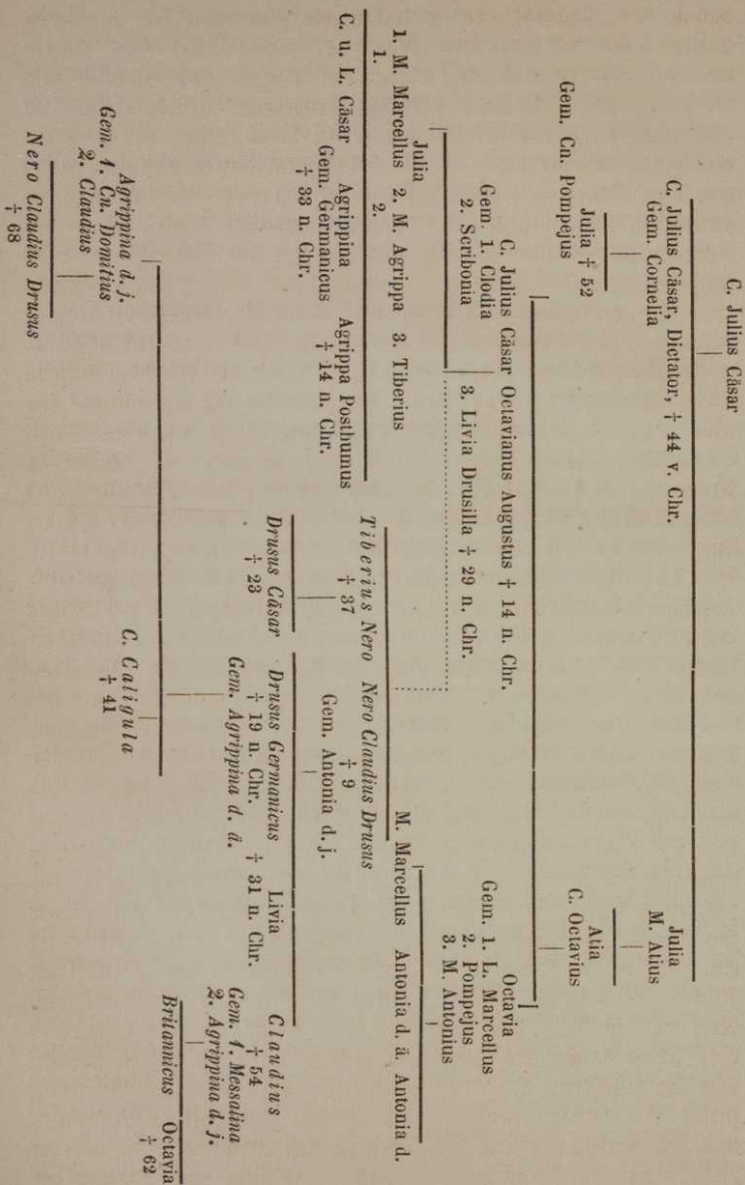 C. Julius Cäsar
C. Julius Cäsar, Dictator, † 44 v. Chr.
Gem. Cornelia
Julia
M. Atius
Julia † 52
Gem. Cn. Pompejus
Atia
C. Octavius
C. Julius Cäsar Octavianus Augustus † 14 n. Chr.
Gem. 1. Clodia
2. Scribonia
3. Livia Drusilla † 29 n. Chr.
Octavia
Gem. 1. L. Marcellus
2. Pompejus
3. M. Antonius
Julia
1. M. Marcellus 2. M. Agrippa 3. Tiberius
1. 2.
M. Marcellus Antonia d. ä. Antonia d.
C. u. L. Cäsar Agrippina Agrippa Posthumus
Gem. Germanicus † 14 n. Chr.
† 33 n. Chr.
Tiberius Nero Nero Claudius Drusus
† 37 † 9
Gem. Antonia d. j.
Drusus Cäsar Drusus Germanicus Livia Claudius
† 23 † 19 n. Chr. † 31 n. Chr. † 54
Gem. Agrippina d. ä. Gem. 1. Messalina
2. Agrippina d. j.
Agrippina d. j.
Gem. 1. Cn. Domitius
2. Claudius
C. Caligula
† 41
Britannicus Octavia
† 62
Nero Claudius Drusus
† 68